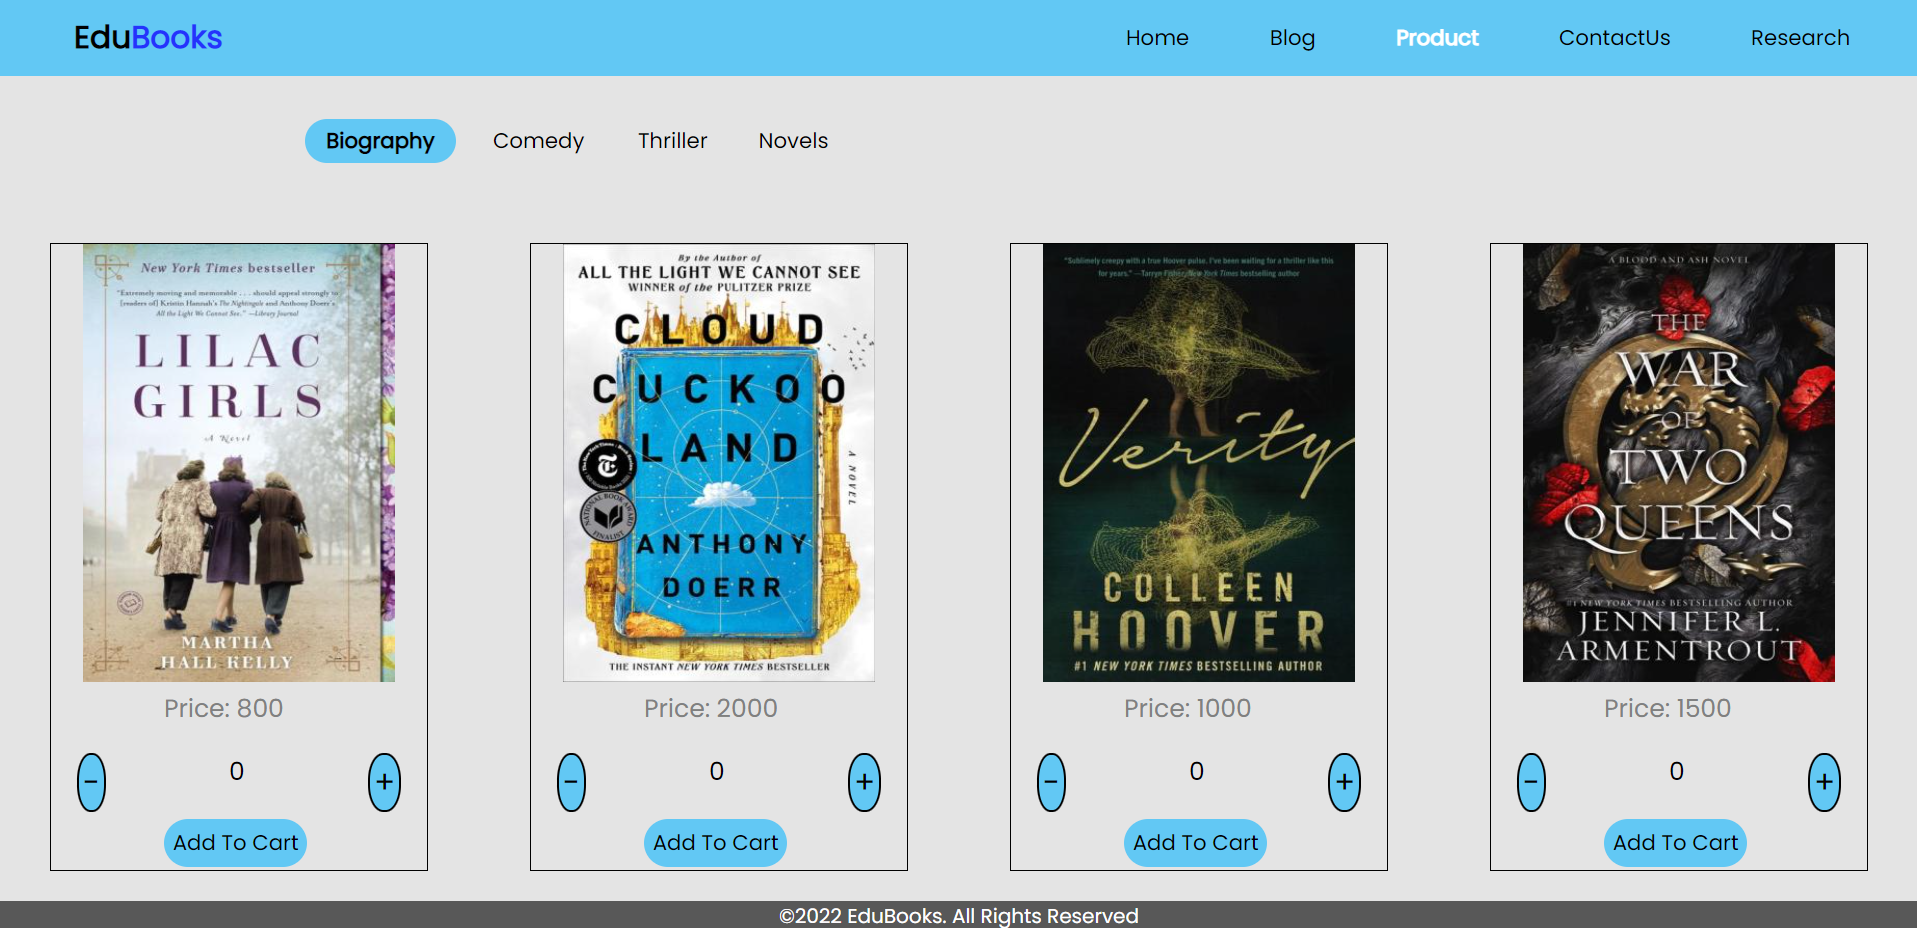 EduBooks
Home Blog Product ContactUs Research
Biography Comedy Thriller Novels
New York Times bestseller
"Extremely moving and memorable . . . should appeal strongly to
[readers of] Kristin Hannah's The Nightingale and Anthony Doerr's
All the Light We Cannot See." —Library Journal
LILAC
GIRLS
A Novel
MARTHA
HALL KELLY
Price: 800
- 0 +
Add To Cart
By the Author of
ALL THE LIGHT WE CANNOT SEE
WINNER of the PULITZER PRIZE
CLOUD
CUCKOO
LAND
A NOVEL
NATIONAL BOOK AWARD
FINALIST
ANTHONY
DOERR
THE INSTANT NEW YORK TIMES BESTSELLER
Price: 2000
- 0 +
Add To Cart
"Sublimely creepy with a true Hoover pulse. I've been waiting for a thriller like this
for years." —Tarryn Fisher, New York Times bestselling author
Verity
COLLEEN
HOOVER
#1 NEW YORK TIMES BESTSELLING AUTHOR
Price: 1000
- 0 +
Add To Cart
A BLOOD AND ASH NOVEL
THE
WAR
OF
TWO
QUEENS
#1 NEW YORK TIMES BESTSELLING AUTHOR
JENNIFER L.
ARMENTROUT
Price: 1500
- 0 +
Add To Cart
©2022 EduBooks. All Rights Reserved